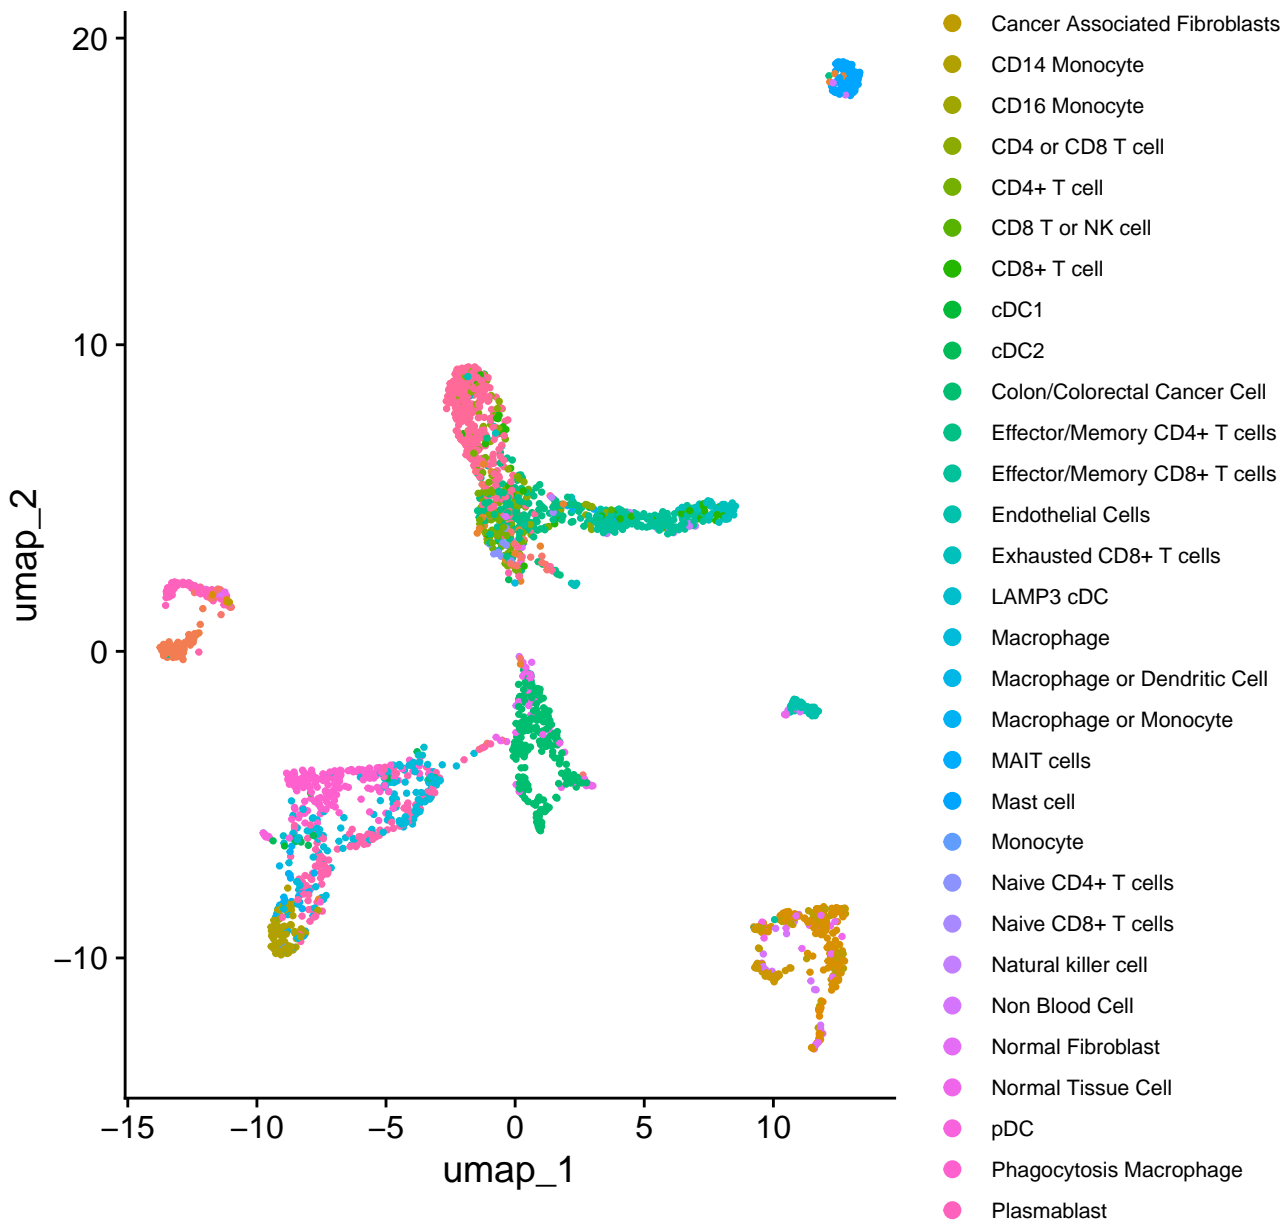 20
10
0
−10
umap_2
−15
−10
−5
0
5
10
umap_1
Cancer Associated Fibroblasts
CD14 Monocyte
CD16 Monocyte
CD4 or CD8 T cell
CD4+ T cell
CD8 T or NK cell
CD8+ T cell
cDC1
cDC2
Colon/Colorectal Cancer Cell
Effector/Memory CD4+ T cells
Effector/Memory CD8+ T cells
Endothelial Cells
Exhausted CD8+ T cells
LAMP3 cDC
Macrophage
Macrophage or Dendritic Cell
Macrophage or Monocyte
MAIT cells
Mast cell
Monocyte
Naive CD4+ T cells
Naive CD8+ T cells
Natural killer cell
Non Blood Cell
Normal Fibroblast
Normal Tissue Cell
pDC
Phagocytosis Macrophage
Plasmablast